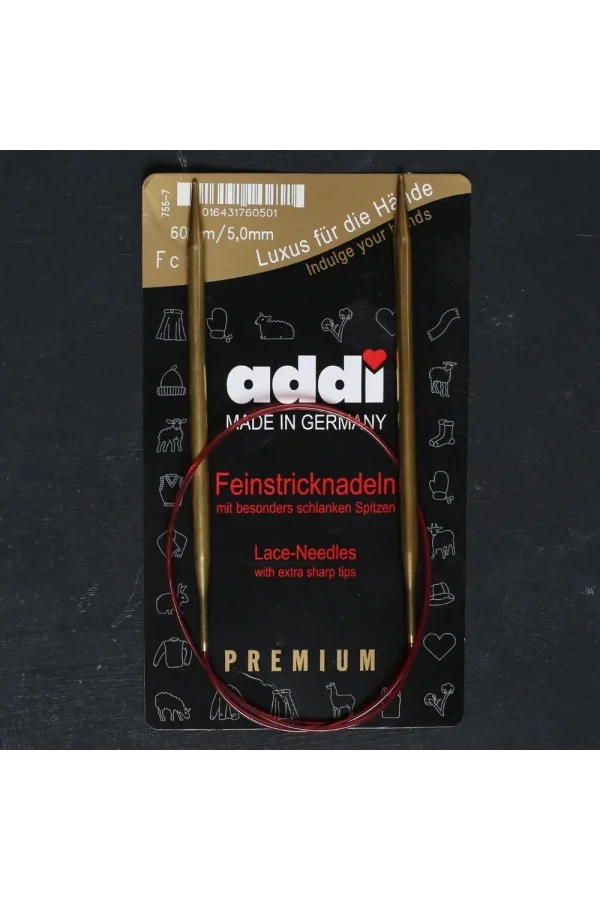 755-7
016431760501
60 m/5,0mm
Fc
Luxus für die Hände
Indulge your hands
addi
MADE IN GERMANY
Feinstricknadeln
mit besonders schlanken Spitzen
Lace-Needles
with extra sharp tips
PREMIUM